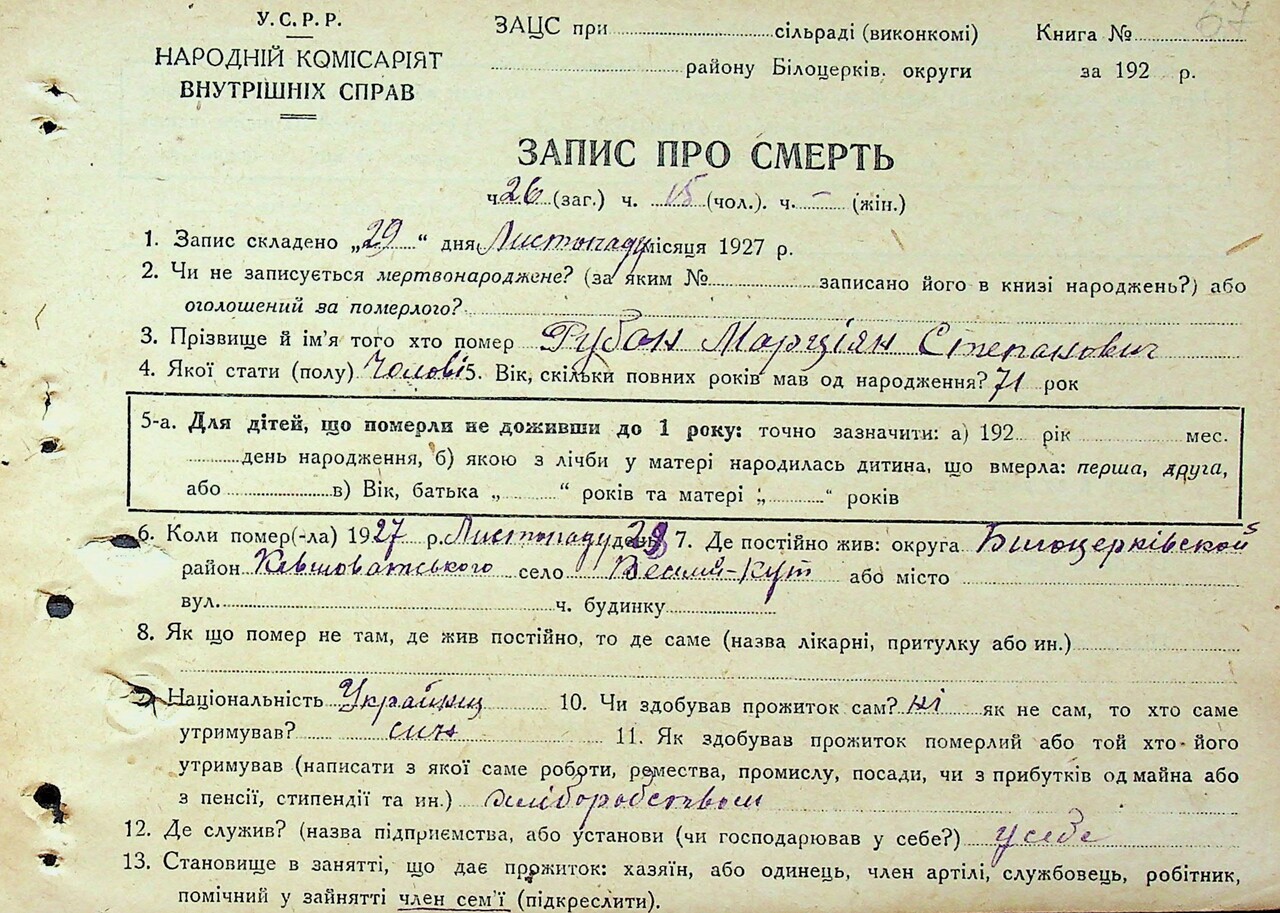 67
У.С.Р.Р.
НАРОДНІЙ КОМІСАРІЯТ
ВНУТРІШНІХ СПРАВ
ЗАЦС при сільраді (виконкомі)
району Білоцерків. округи
Книга №
за 192 р.
ЗАПИС ПРО СМЕРТЬ
ч. 26 (заг.) ч. 15 (чол.). ч. – (жін.)
1. Запис складено „29“ дня Листопаду місяця 1927 р.
2. Чи не записується мертвонароджене? (за яким № записано його в книзі народжень?) або
оголошений за померлого?
3. Прізвище й ім'я того хто помер Рубан Марціян Степанович
4. Якої стати (полу) Чолові 5. Вік, скільки повних років мав од народження? 71 рок
5-а. Для дітей, що померли не доживши до 1 року: точно зазначити: а) 192 рік мес.
день народження, б) якою з лічби у матері народилась дитина, що вмерла: перша, друга,
або в) Вік, батька „ “ років та матері „ “ років
6. Коли помер(-ла) 1927 р. Листопаду день 28 7. Де постійно жив: округа Білоцерківской
район село або місто
вул. ч. будинку
8. Як що помер не там, де жив постійно, то де саме (назва лікарні, притулку або ин.)
Національність Українц 10. Чи здобував прожиток сам? ні як не сам, то хто саме
утримував? син 11. Як здобував прожиток померлий або той хто його
утримував (написати з якої саме роботи, ремества, промислу, посади, чи з прибутків од майна або
з пенсії, стипендії та ин.) хліборобством
12. Де служив? (назва підприємства, або установи (чи господарював у себе?) у себе
13. Становище в занятті, що дає прожиток: хазяїн, або одинець, член артілі, службовець, робітник,
помічний у зайнятті член сем'ї (підкреслити).